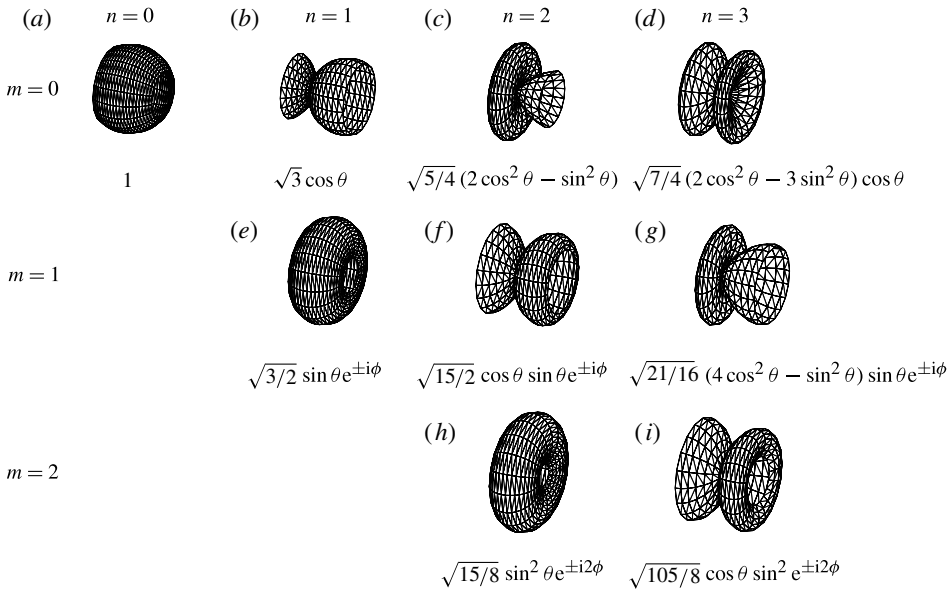 (a) n = 0 (b) n = 1 (c) n = 2 (d) n = 3
m = 0
1 √3 cos θ √5/4 (2 cos² θ − sin² θ) √7/4 (2 cos² θ − 3 sin² θ) cos θ
(e) (f) (g)
m = 1
√3/2 sin θe^±iϕ √15/2 cos θ sin θe^±iϕ √21/16 (4 cos² θ − sin² θ) sin θe^±iϕ
(h) (i)
m = 2
√15/8 sin² θe^±i2ϕ √105/8 cos θ sin² e^±i2ϕ